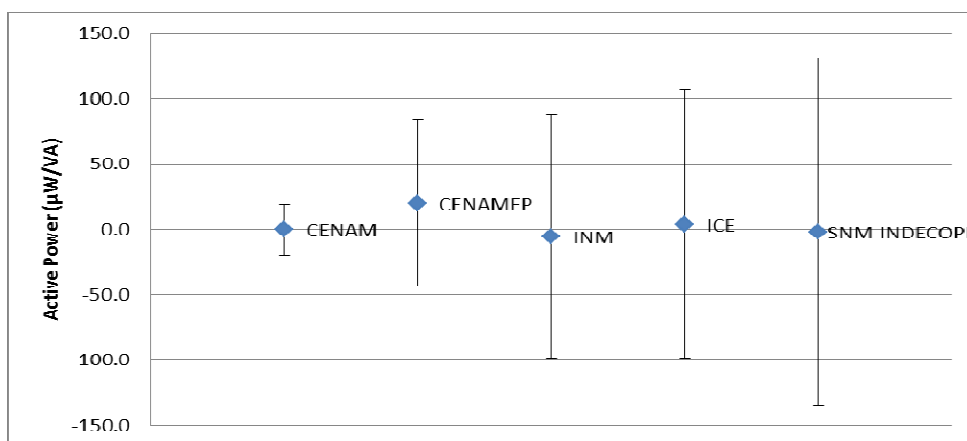 150.0
100.0
50.0
0.0
-50.0
100.0
-150.0
Active Power (µW/VA)
CENAM
CENAMEP
INM
ICE
SNM INDECOPI